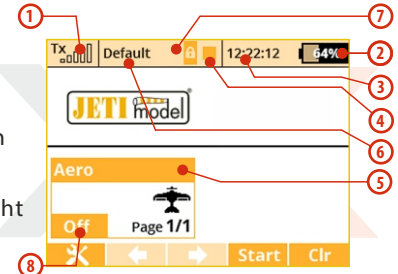 1
7
Tx Default 12:22:12 64%
2
3
4
JETI model
6
n
Aero
5
ht
Off Page 1/1
Start Clr
8